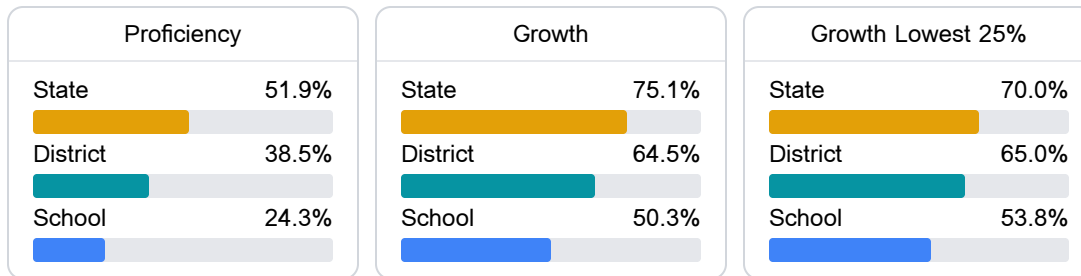 Proficiency
State 51.9%
District 38.5%
School 24.3%
Growth
State 75.1%
District 64.5%
School 50.3%
Growth Lowest 25%
State 70.0%
District 65.0%
School 53.8%